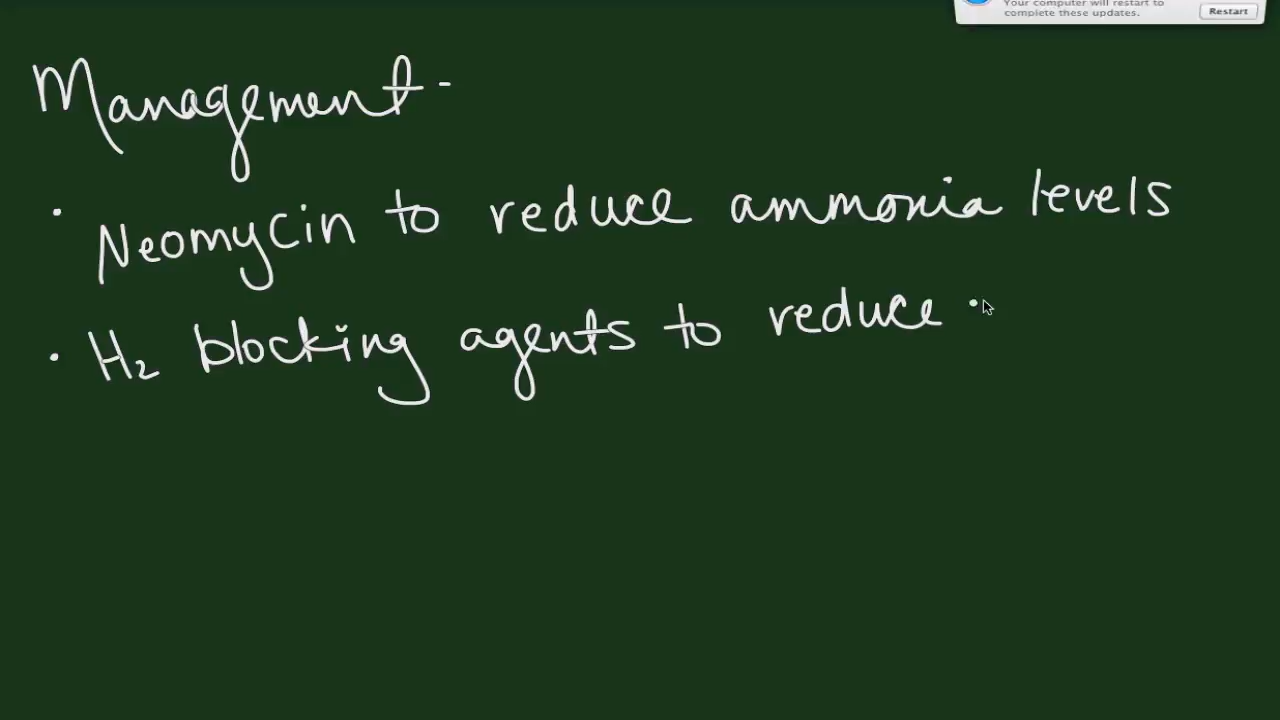 Your computer will restart to
complete these updates.
Restart
Management -
• Neomycin to reduce ammonia levels
• H₂ blocking agents to reduce